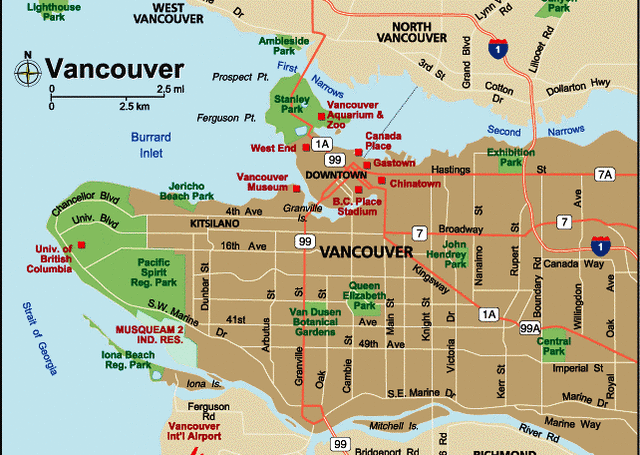 Lighthouse
Park
WEST
VANCOUVER
Dr
Lynn V
Rd
Canyon
Park
NORTH
VANCOUVER
Grand Blvd
Lillooet Rd
1
Ambleside
Park
3rd St
Cotton
Dr
Dollarton Hwy
N
Vancouver
0 2.5 mi
0 2.5 km
Prospect Pt.
First Narrows
Stanley
Park
Vancouver
Aquarium &
Zoo
Ferguson Pt.
Burrard
Inlet
West End
1A
Canada
Place
99
Gastown
Second Narrows
Exhibition
Park
Hastings St
7A
DOWNTOWN
Chinatown
Vancouver
Museum
B.C. Place
Stadium
Granville
Is.
Jericho
Beach Park
Chancellor Blvd
Univ. Blvd
4th Ave
KITSILANO
99
16th Ave
VANCOUVER
7
Broadway
7
1
Univ. of
British
Columbia
Pacific
Spirit
Reg. Park
John
Hendrey
Park
Kingsway
Canada Way
Nanaimo St
Rupert St
Boundary Rd
Willingdon Ave
Royal Oak Ave
S.W. Marine Dr
Dunbar St
Arbutus St
Granville St
Oak St
Cambie St
Main St
Knight St
Victoria Dr
Kerr St
Queen
Elizabeth
Park
Van Dusen
Botanical
Gardens
41st Ave
49th Ave
1A
99A
Central
Park
Imperial St
Strait of Georgia
MUSQUEAM 2
IND. RES.
Iona Beach
Reg. Park
Iona Is.
S.E. Marine Dr
Marine Dr
Marine Way
Ferguson
Rd
Vancouver
Int'l Airport
99
Mitchell Is.
River Rd
Bridgeport Rd
RICHMOND